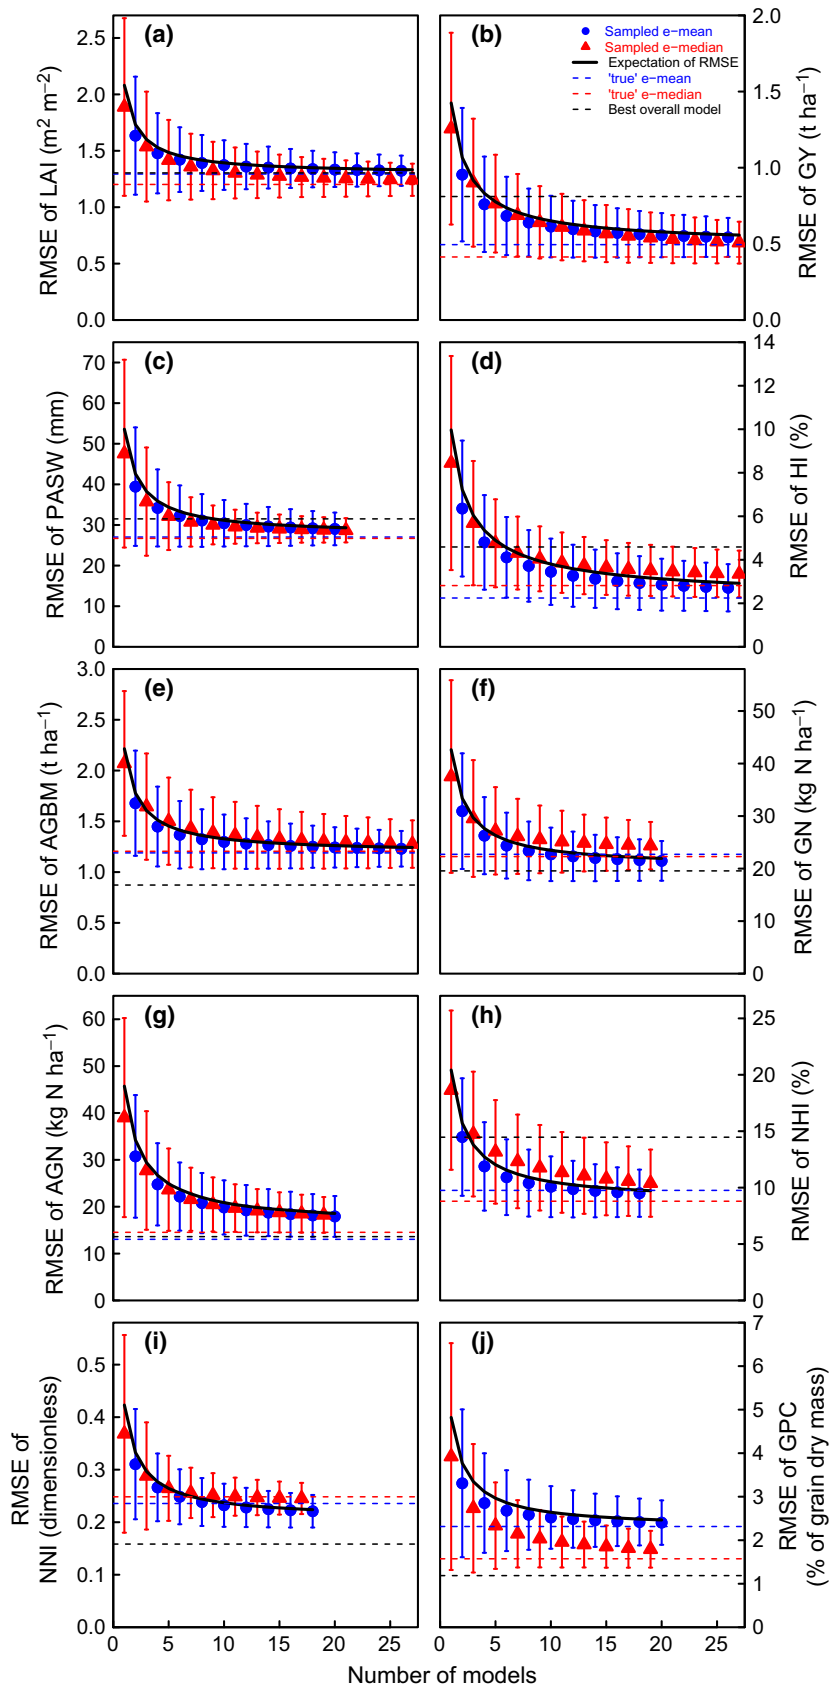 (a)
2.5
2.0
1.5
1.0
0.5
0.0
RMSE of LAI (m² m⁻²)
(b)
Sampled e−mean
Sampled e−median
Expectation of RMSE
'true' e−mean
'true' e−median
Best overall model
2.0
1.5
1.0
0.5
0.0
RMSE of GY (t ha⁻¹)
(c)
70
60
50
40
30
20
10
0
RMSE of PASW (mm)
(d)
14
12
10
8
6
4
2
0
RMSE of HI (%)
(e)
3.0
2.5
2.0
1.5
1.0
0.5
0.0
RMSE of AGBM (t ha⁻¹)
(f)
50
40
30
20
10
0
RMSE of GN (kg N ha⁻¹)
(g)
60
50
40
30
20
10
0
RMSE of AGN (kg N ha⁻¹)
(h)
25
20
15
10
5
0
RMSE of NHI (%)
(i)
0.5
0.4
0.3
0.2
0.1
0.0
RMSE of
NNI (dimensionless)
(j)
7
6
5
4
3
2
1
0
RMSE of GPC
(% of grain dry mass)
0 5 10 15 20 25
0 5 10 15 20 25
Number of models